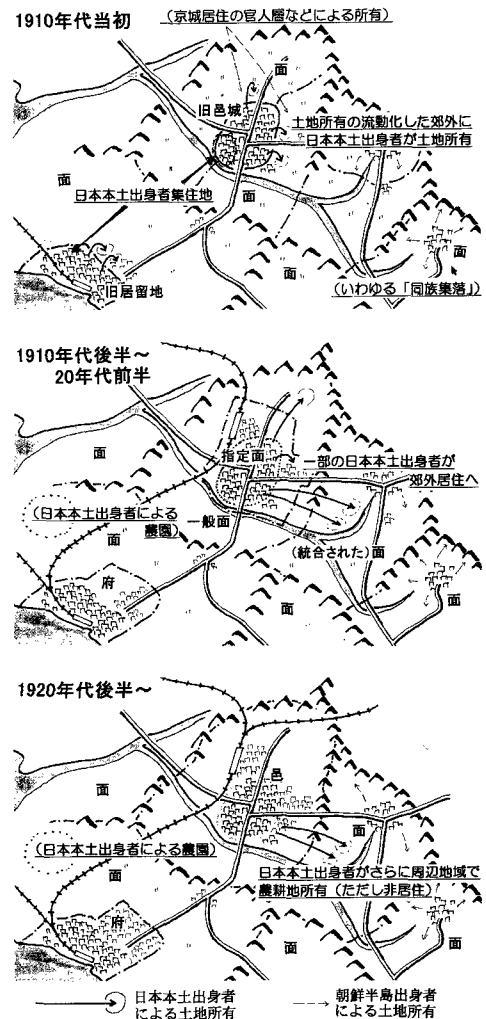 1910年代当初
(京城居住の官人層などによる所有)
面
旧邑城
土地所有の流動化した郊外に
日本本土出身者が土地所有
面
面
日本本土出身者集住地
面
面
旧居留地
(いわゆる「同族集落」)
1910年代後半~
20年代前半
面
指定面
一部の日本本土出身者が
郊外居住へ
(日本本土出身者による
農園)
一般面
面
(統合された)面
府
面
面
1920年代後半~
邑
面
(日本本土出身者による農園)
面
面
日本本土出身者がさらに周辺地域で
農耕地所有(ただし非居住)
府
面
面
日本本土出身者
による土地所有
朝鮮半島出身者
による土地所有